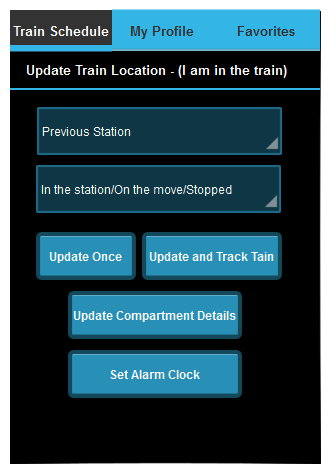 Train Schedule My Profile Favorites
Update Train Location - (I am in the train)
Previous Station
In the station/On the move/Stopped
Update Once Update and Track Tain
Update Compartment Details
Set Alarm Clock